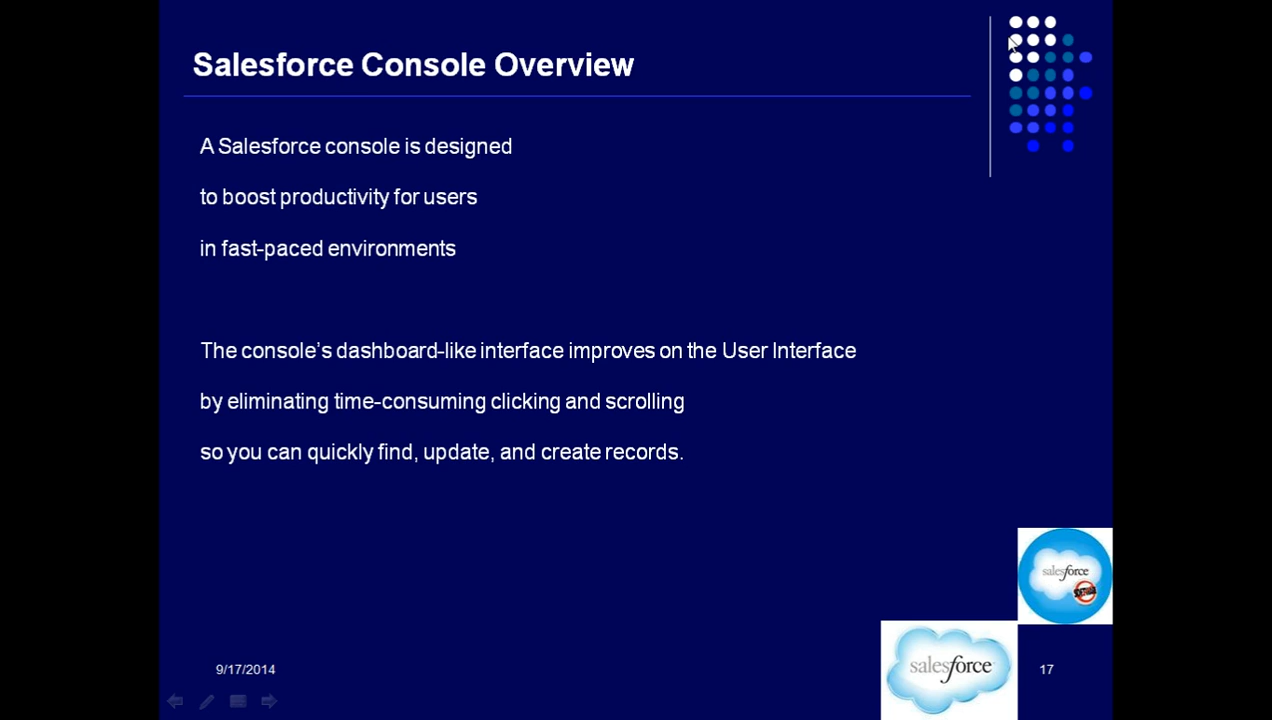 Salesforce Console Overview
A Salesforce console is designed
to boost productivity for users
in fast-paced environments
The console’s dashboard-like interface improves on the User Interface
by eliminating time-consuming clicking and scrolling
so you can quickly find, update, and create records.
salesforce
SOFTWARE
salesforce
9/17/2014
17